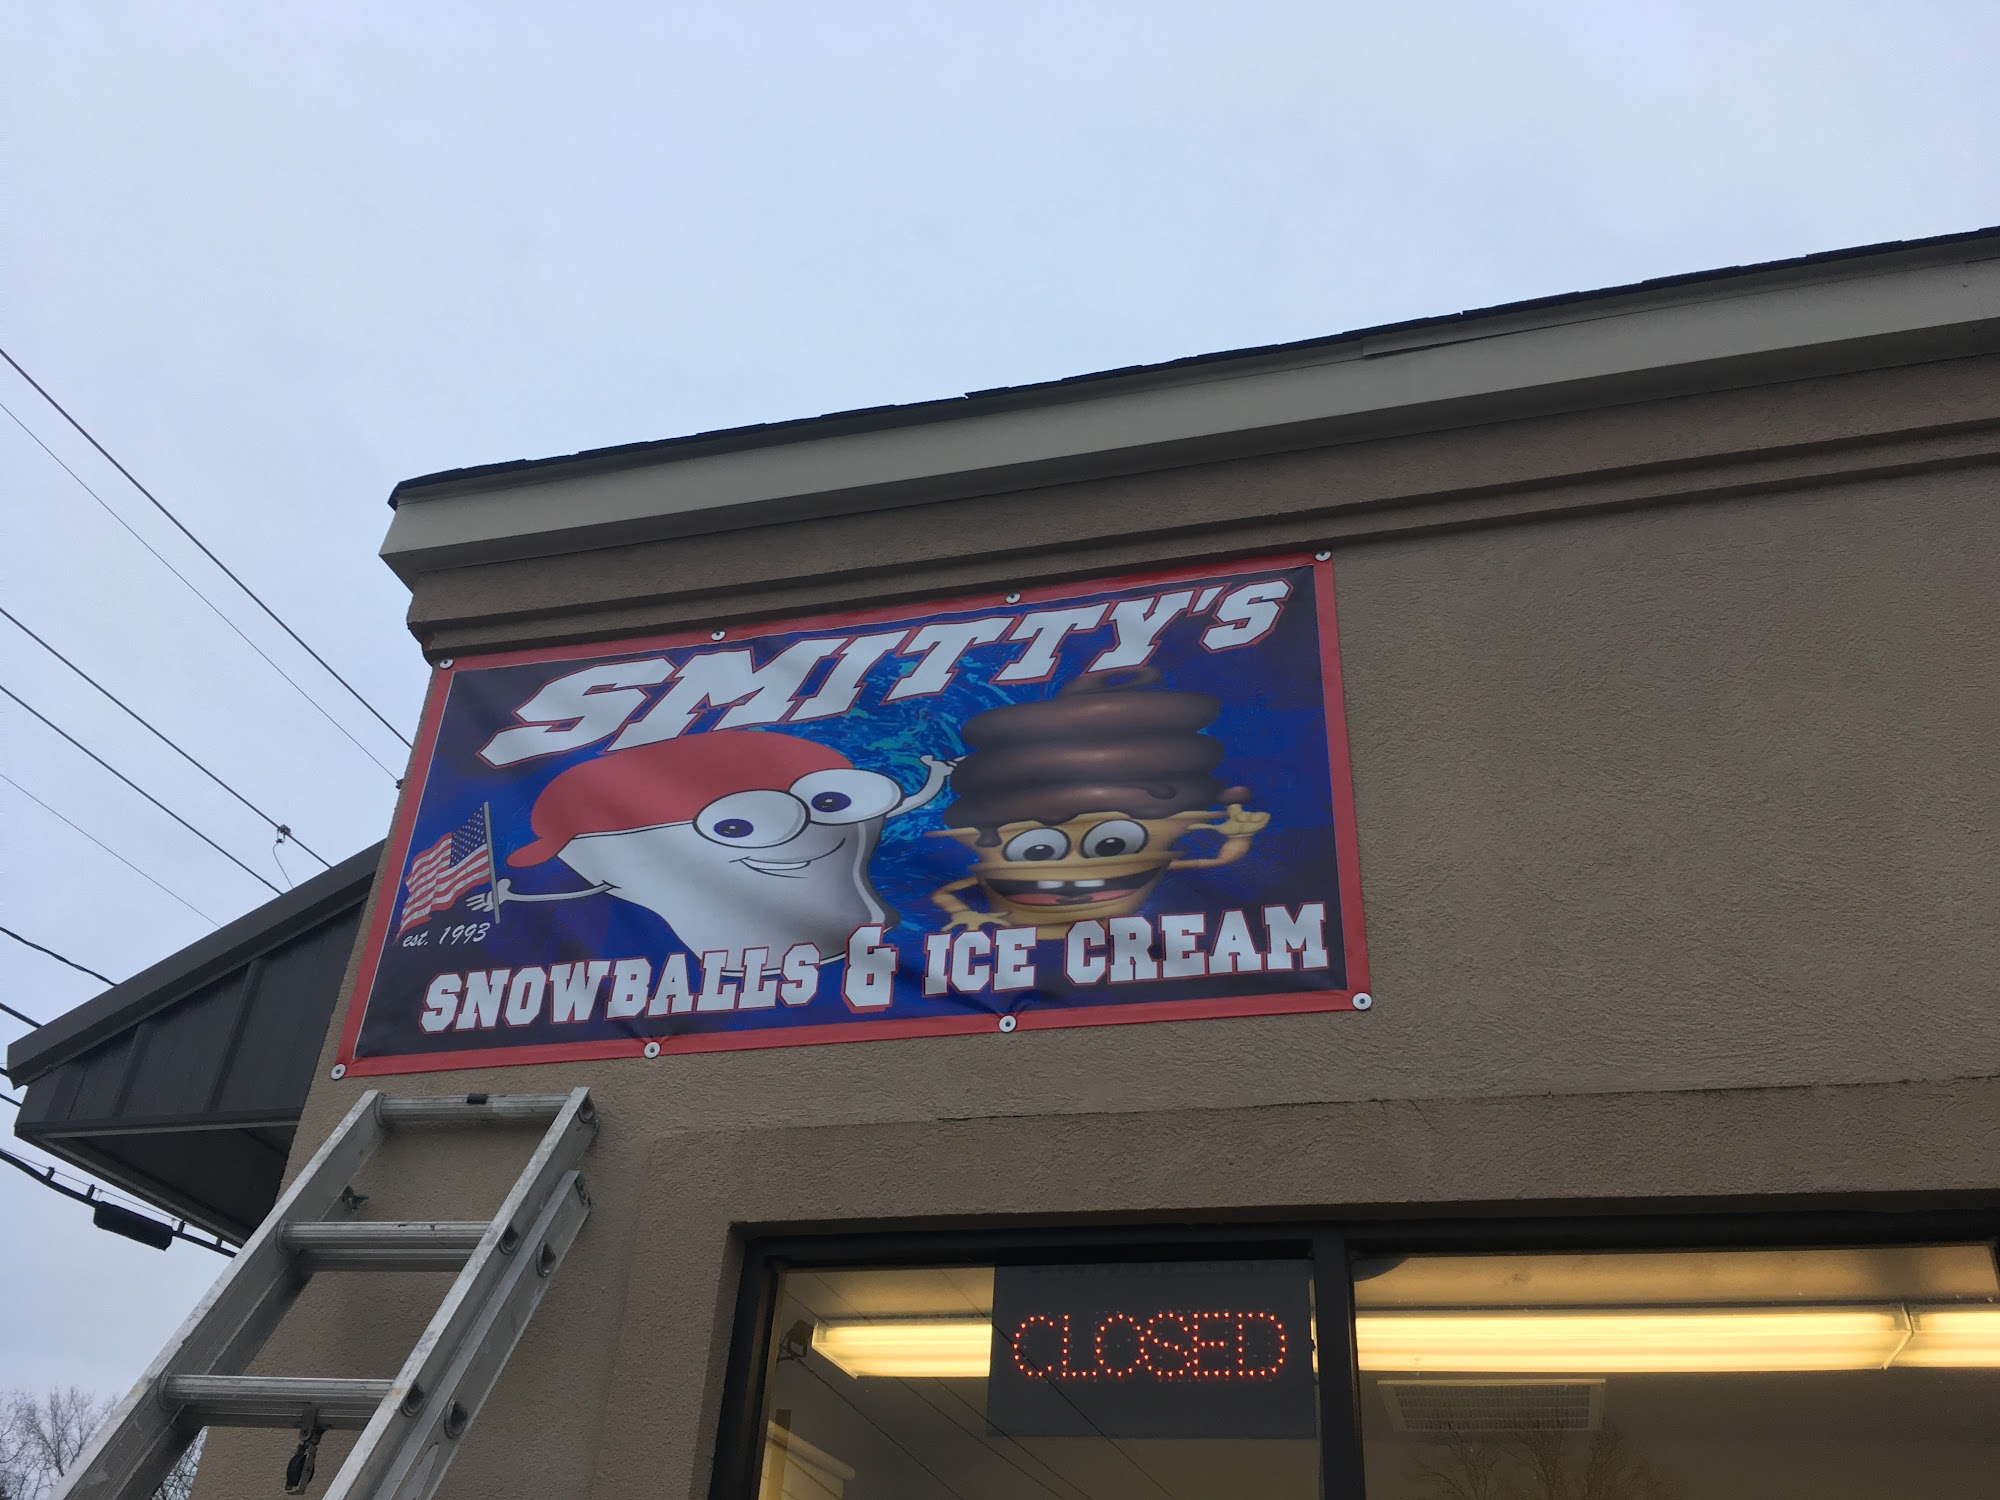 SMITTY'S
est. 1993
SNOWBALLS & ICE CREAM
CLOSED